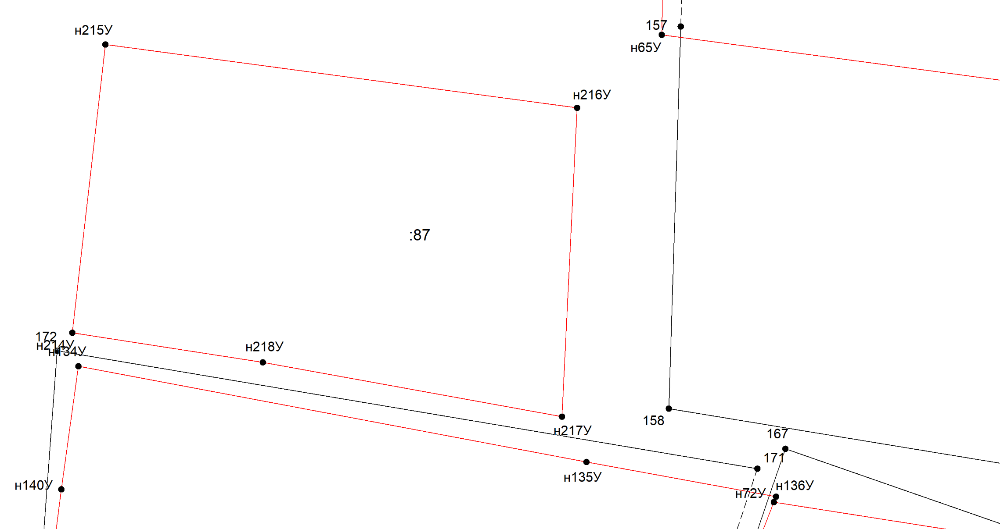 157
н215У
н65У
н216У
:87
172
н214У
н134У
н218У
158
н217У
167
171
н135У
н140У
н136У
н72У